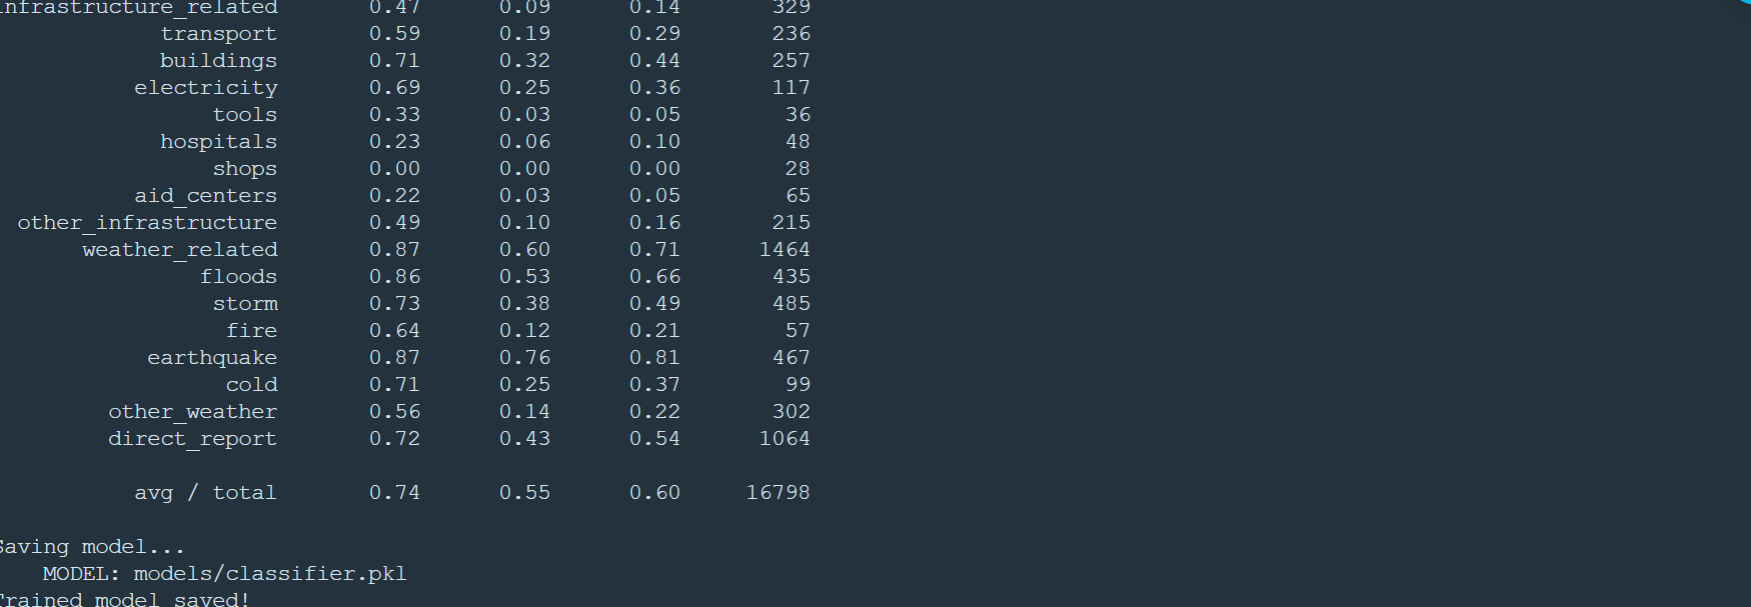 infrastructure_related 0.47 0.09 0.14 329
transport 0.59 0.19 0.29 236
buildings 0.71 0.32 0.44 257
electricity 0.69 0.25 0.36 117
tools 0.33 0.03 0.05 36
hospitals 0.23 0.06 0.10 48
shops 0.00 0.00 0.00 28
aid_centers 0.22 0.03 0.05 65
other_infrastructure 0.49 0.10 0.16 215
weather_related 0.87 0.60 0.71 1464
floods 0.86 0.53 0.66 435
storm 0.73 0.38 0.49 485
fire 0.64 0.12 0.21 57
earthquake 0.87 0.76 0.81 467
cold 0.71 0.25 0.37 99
other_weather 0.56 0.14 0.22 302
direct_report 0.72 0.43 0.54 1064
avg / total 0.74 0.55 0.60 16798
Saving model...
MODEL: models/classifier.pkl
Trained model saved!